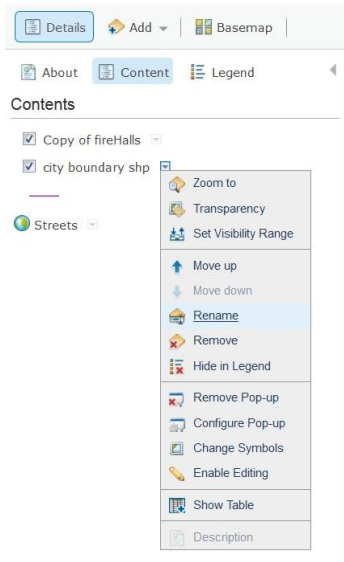 Details Add Basemap
About Content Legend
Contents
Copy of fireHalls
city boundary shp
Zoom to
Transparency
Set Visibility Range
Streets
Move up
Move down
Rename
Remove
Hide in Legend
Remove Pop-up
Configure Pop-up
Change Symbols
Enable Editing
Show Table
Description